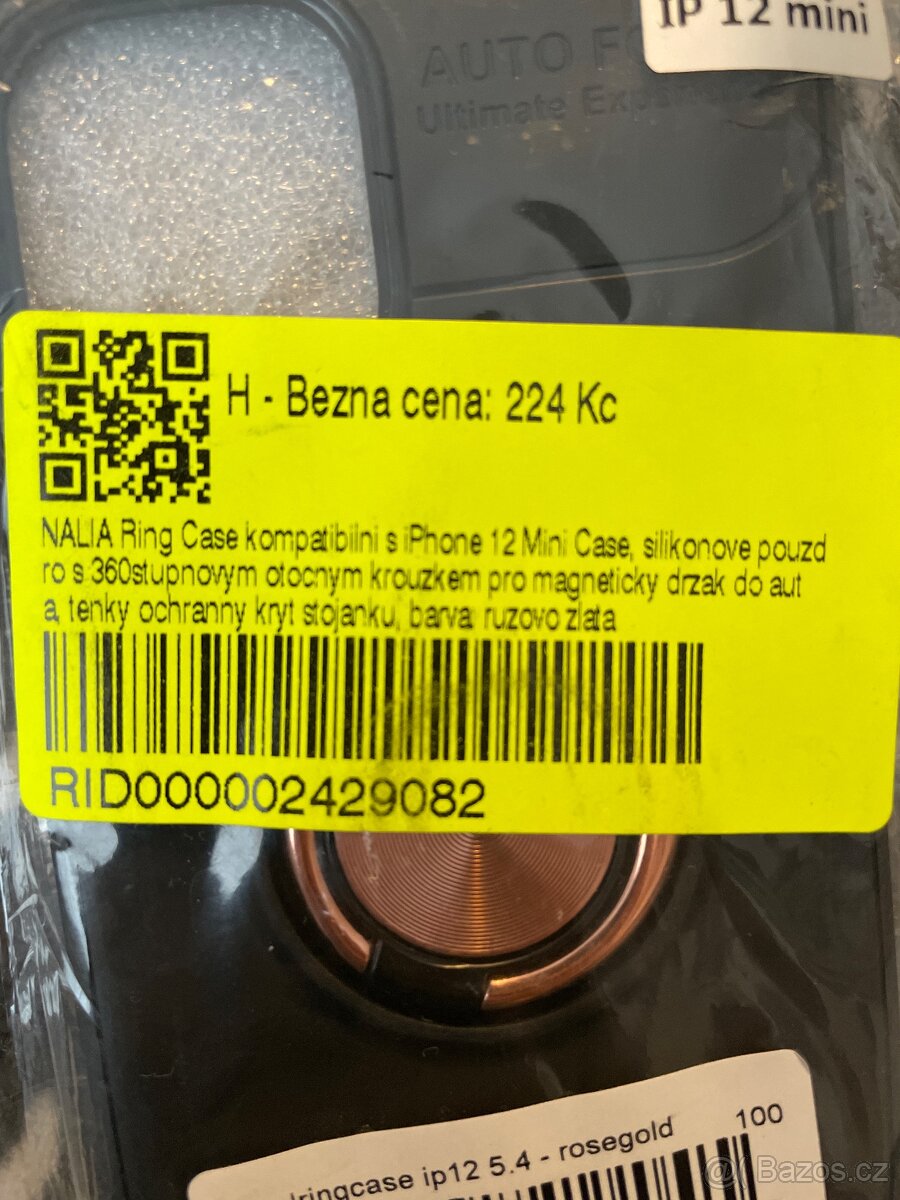 IP 12 mini
AUTO
Ultimate
H - Bezna cena: 224 Kc
NALIA Ring Case kompatibilni s iPhone 12 Mini Case, silikonove pouzd
ro s 360stupnovym otocnym krouzkem pro magneticky drzak do aut
a, tenky ochranny kryt stojanku, barva: ruzovo zlata
RID000002429082
ringcase ip12 5.4 - rosegold 100
@ Bazos.cz